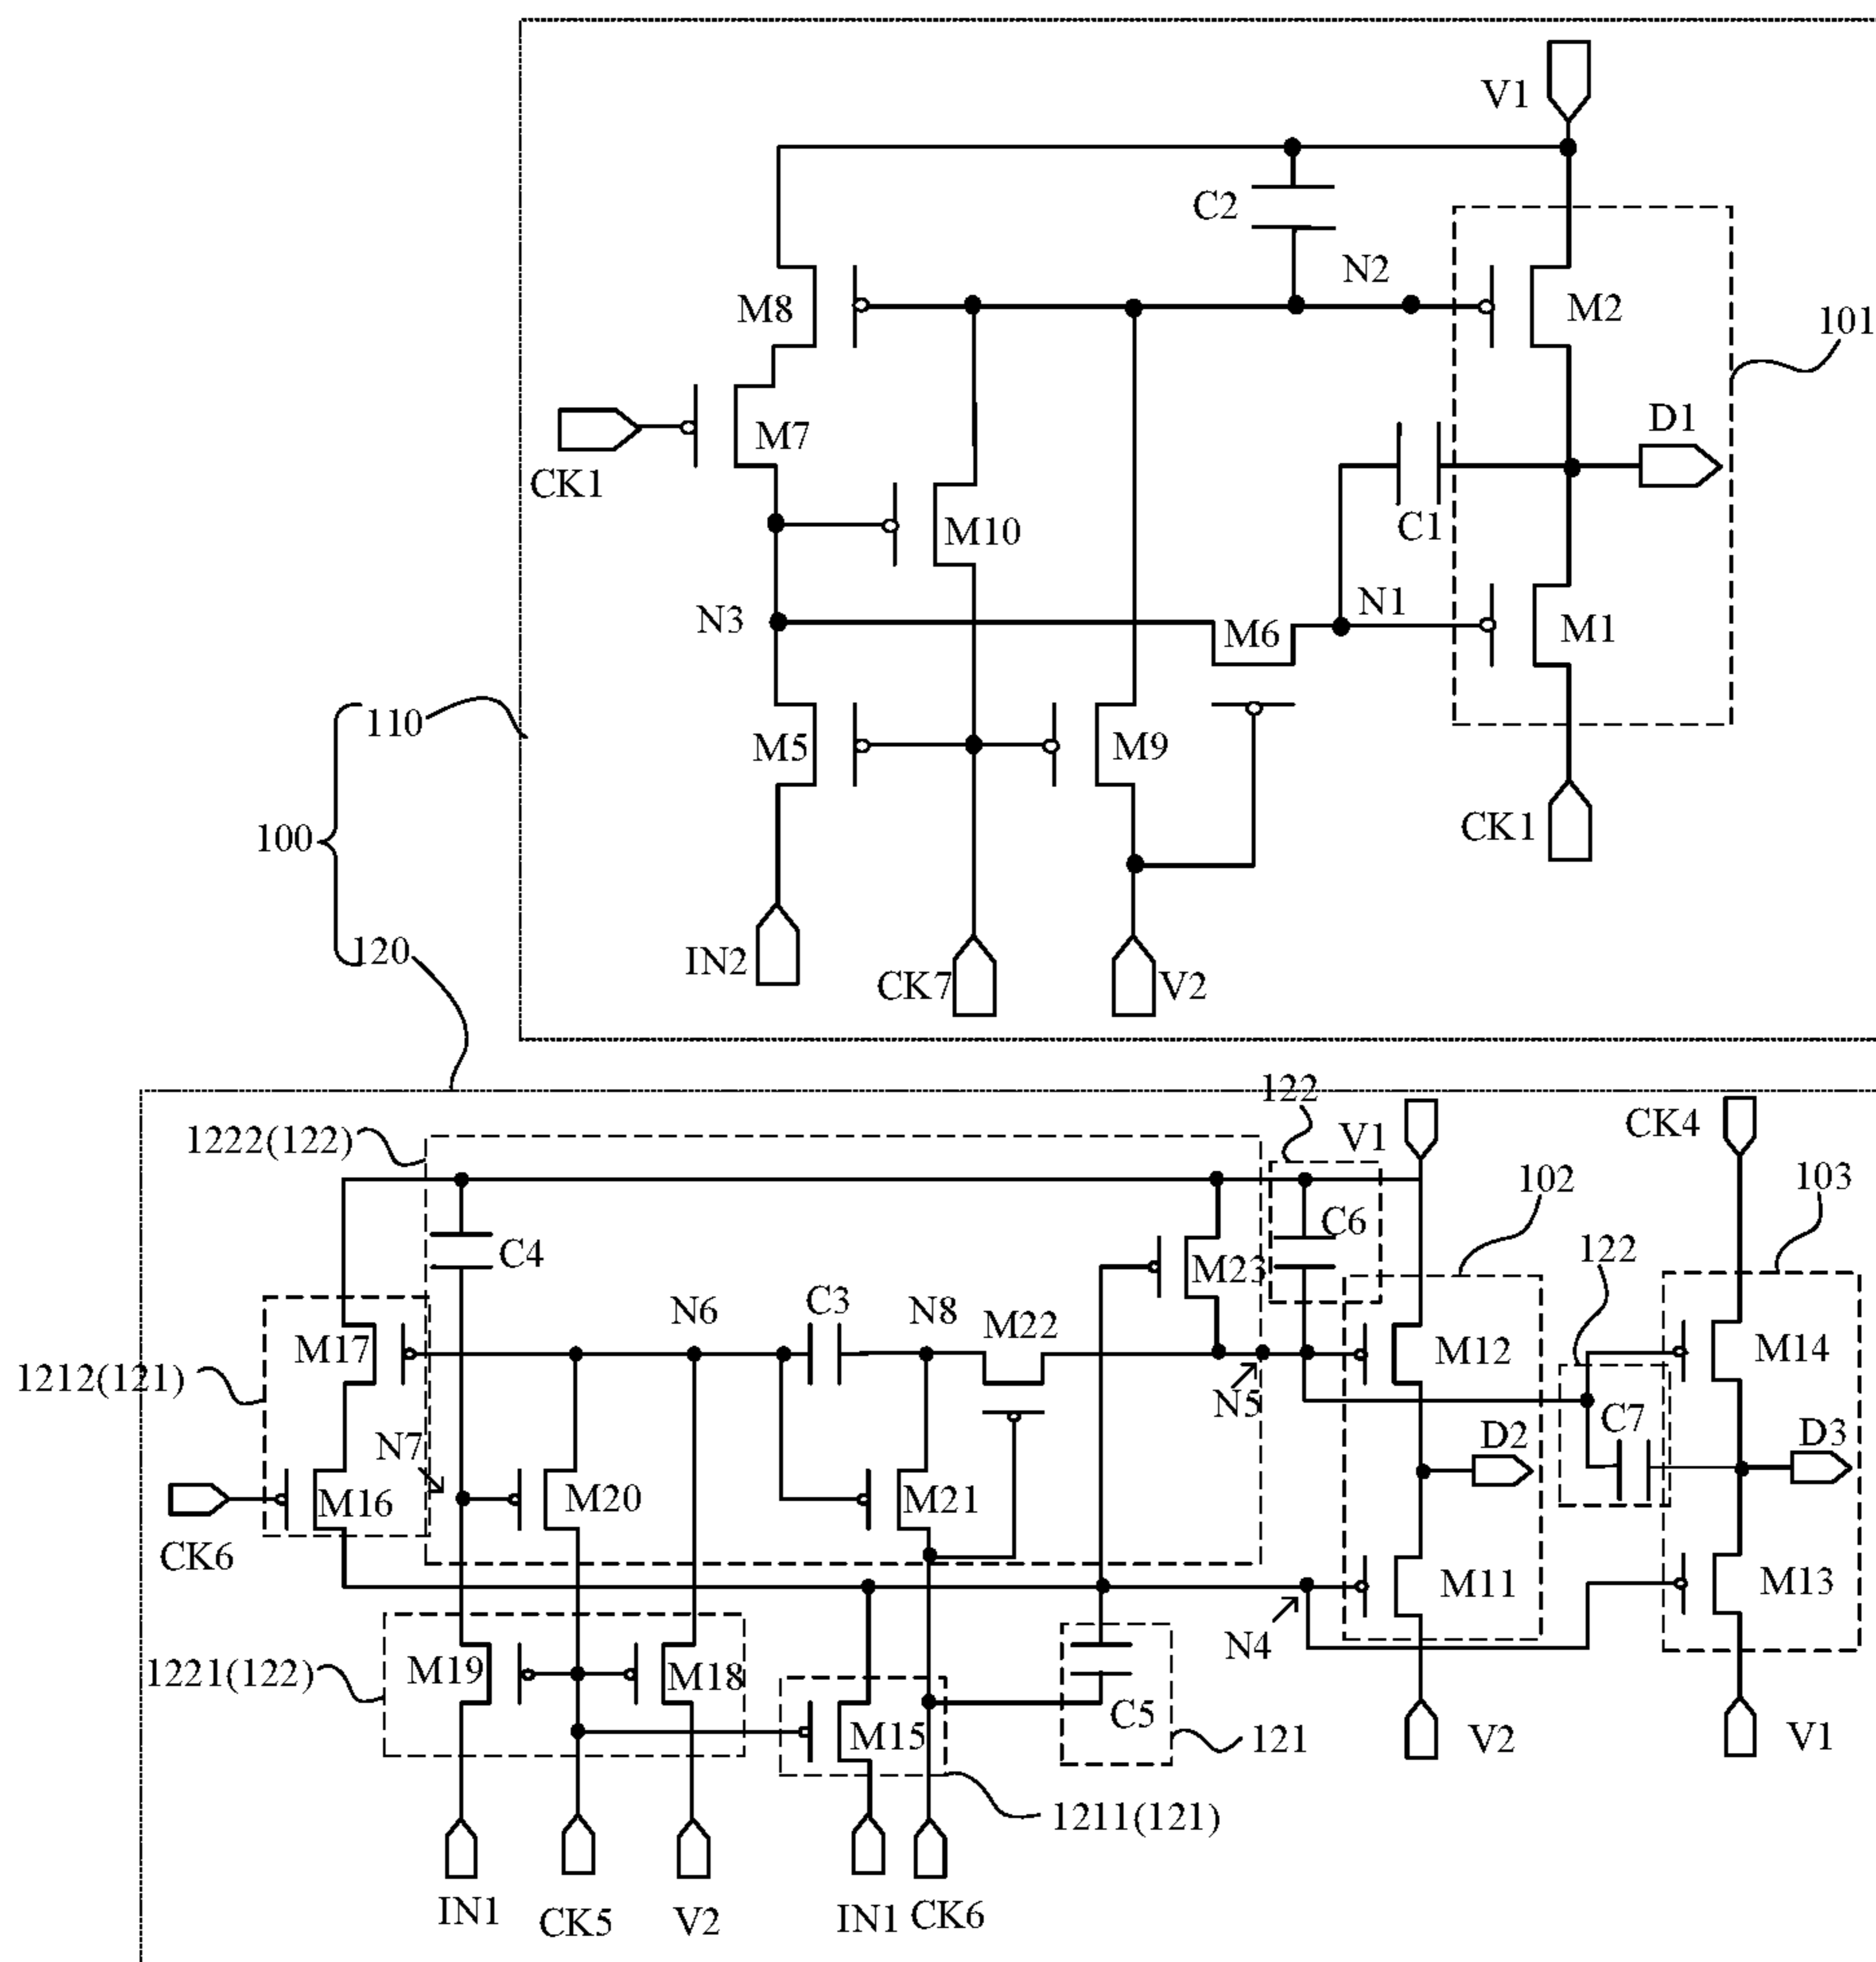 V1
C2
N2
M8
M2
101
D1
M7
CK1
C1
M10
N1
N3
M6
M1
110
M5
M9
100
CK1
120
IN2
CK7
V2
122
1222(122)
V1
CK4
102
103
C6
C4
122
M23
N6
C3
N8
M22
M17
M12
M14
1212(121)
N5
C7
N7
D2
D3
M16
M20
M21
CK6
M11
M13
N4
1221(122)
M19
M18
M15
C5
121
V2
V1
1211(121)
IN1
CK5
V2
IN1
CK6